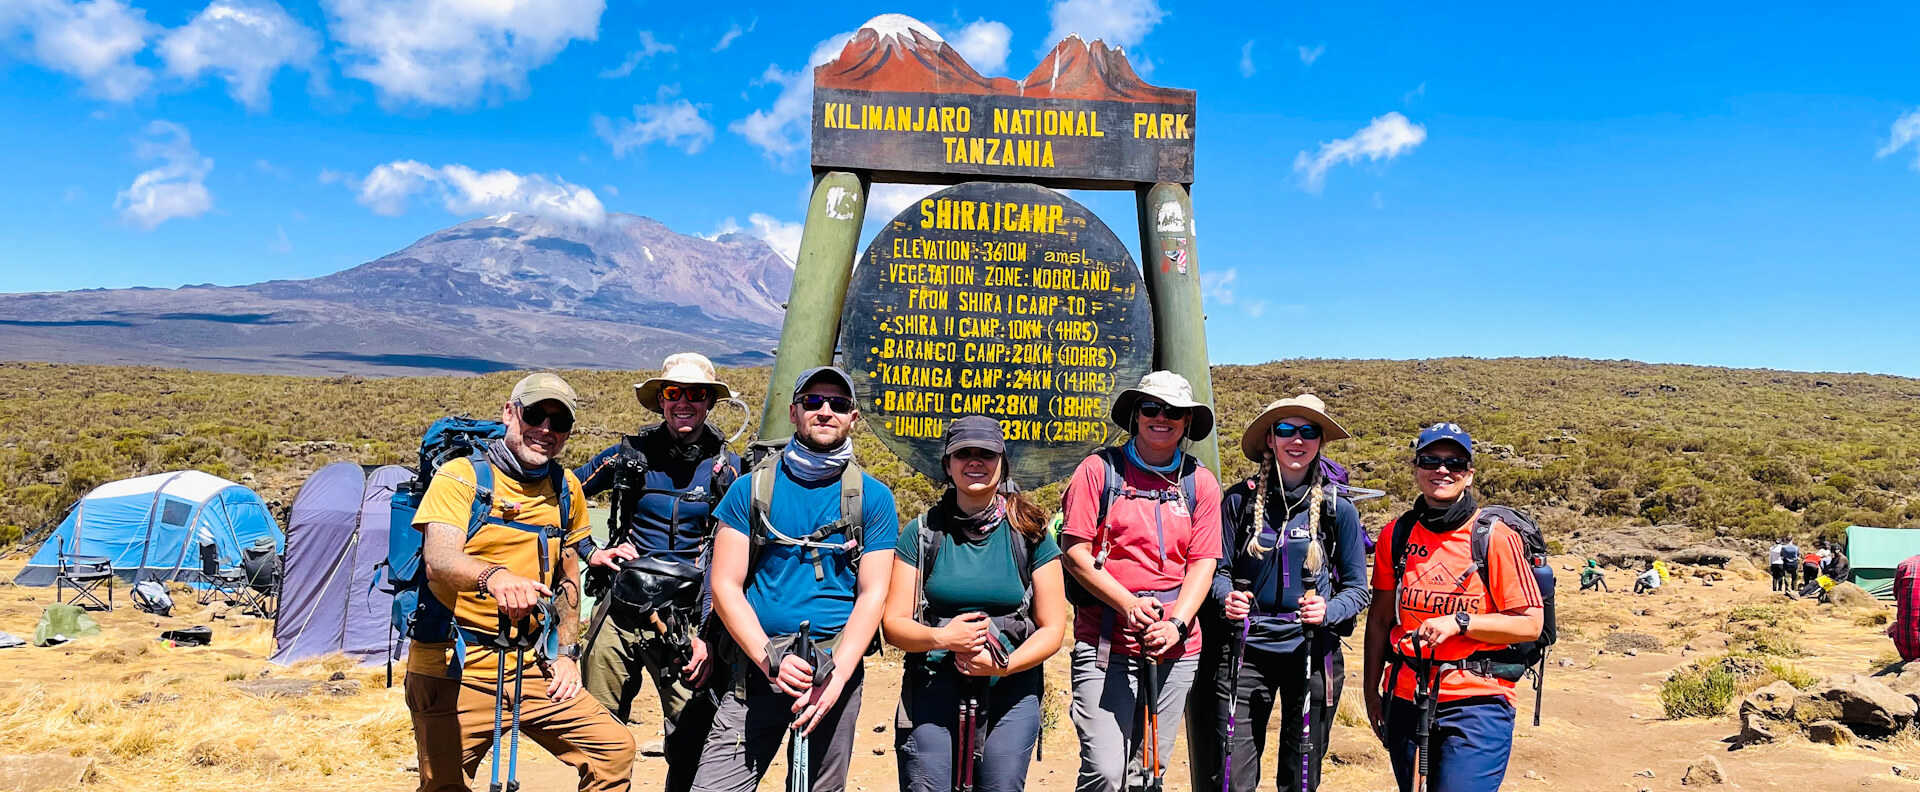 KILIMANJARO NATIONAL PARK
TANZANIA
SHIRA I CAMP
ELEVATION: 3610M amsl
VEGETATION ZONE: MOORLAND
FROM SHIRA I CAMP TO:
• SHIRA II CAMP: 10KM (4HRS)
• BARANCO CAMP: 20KM (10HRS)
• KARANGA CAMP: 24KM (14HRS)
• BARAFU CAMP: 28KM (18HRS)
• UHURU 33KM (25HRS)
adidas
CITY RUNS